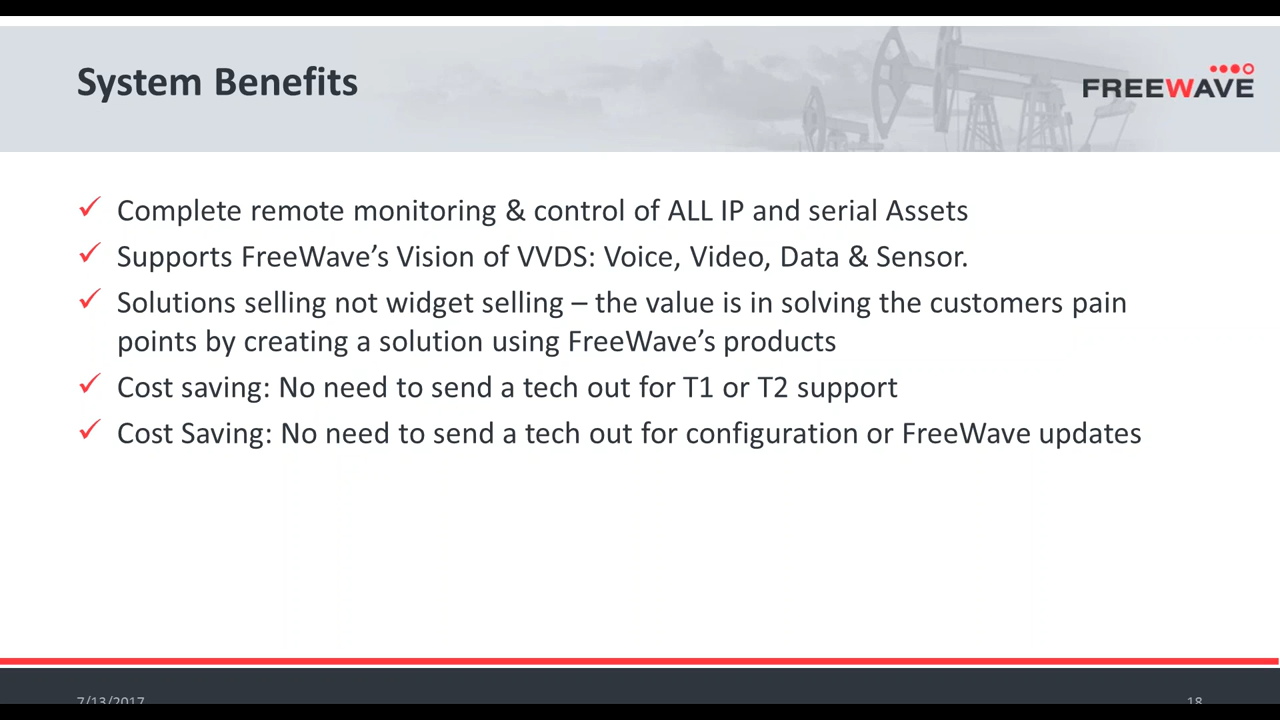 System Benefits
FREEWAVE
Complete remote monitoring & control of ALL IP and serial Assets
Supports FreeWave’s Vision of VVDS: Voice, Video, Data & Sensor.
Solutions selling not widget selling – the value is in solving the customers pain
points by creating a solution using FreeWave’s products
Cost saving: No need to send a tech out for T1 or T2 support
Cost Saving: No need to send a tech out for configuration or FreeWave updates
7/13/2017
18